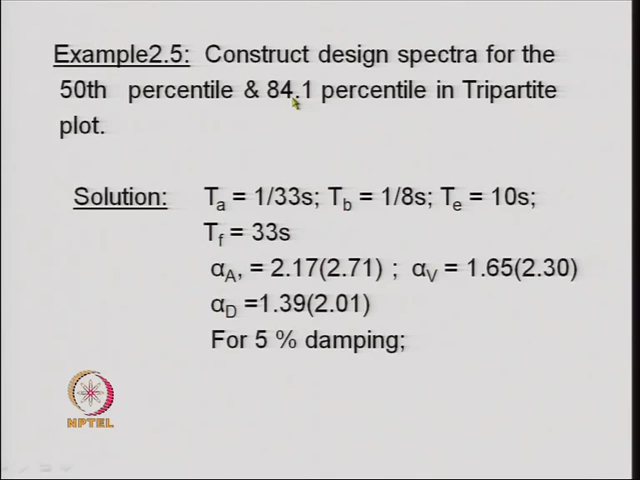 Example2.5: Construct design spectra for the
50th percentile & 84.1 percentile in Tripartite
plot.
Solution: Ta = 1/33s; Tb = 1/8s; Te = 10s;
Tf = 33s
αA, = 2.17(2.71) ; αV = 1.65(2.30)
αD =1.39(2.01)
For 5 % damping;
NPTEL